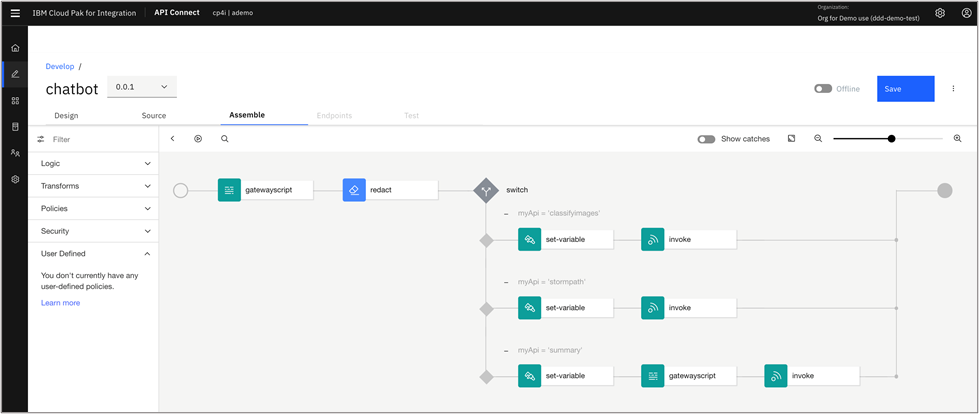 IBM Cloud Pak for Integration
API Connect
cp4i | ademo
Organization:
Org for Demo use (ddd-demo-test)
Develop /
chatbot
0.0.1
Offline
Save
Design
Source
Assemble
Endpoints
Test
Filter
Show catches
Logic
Transforms
Policies
Security
User Defined
You don't currently have any
user-defined policies.
Learn more
gatewayscript
redact
switch
myApi = 'classifyimages'
set-variable
invoke
myApi = 'stormpath'
set-variable
invoke
myApi = 'summary'
set-variable
gatewayscript
invoke